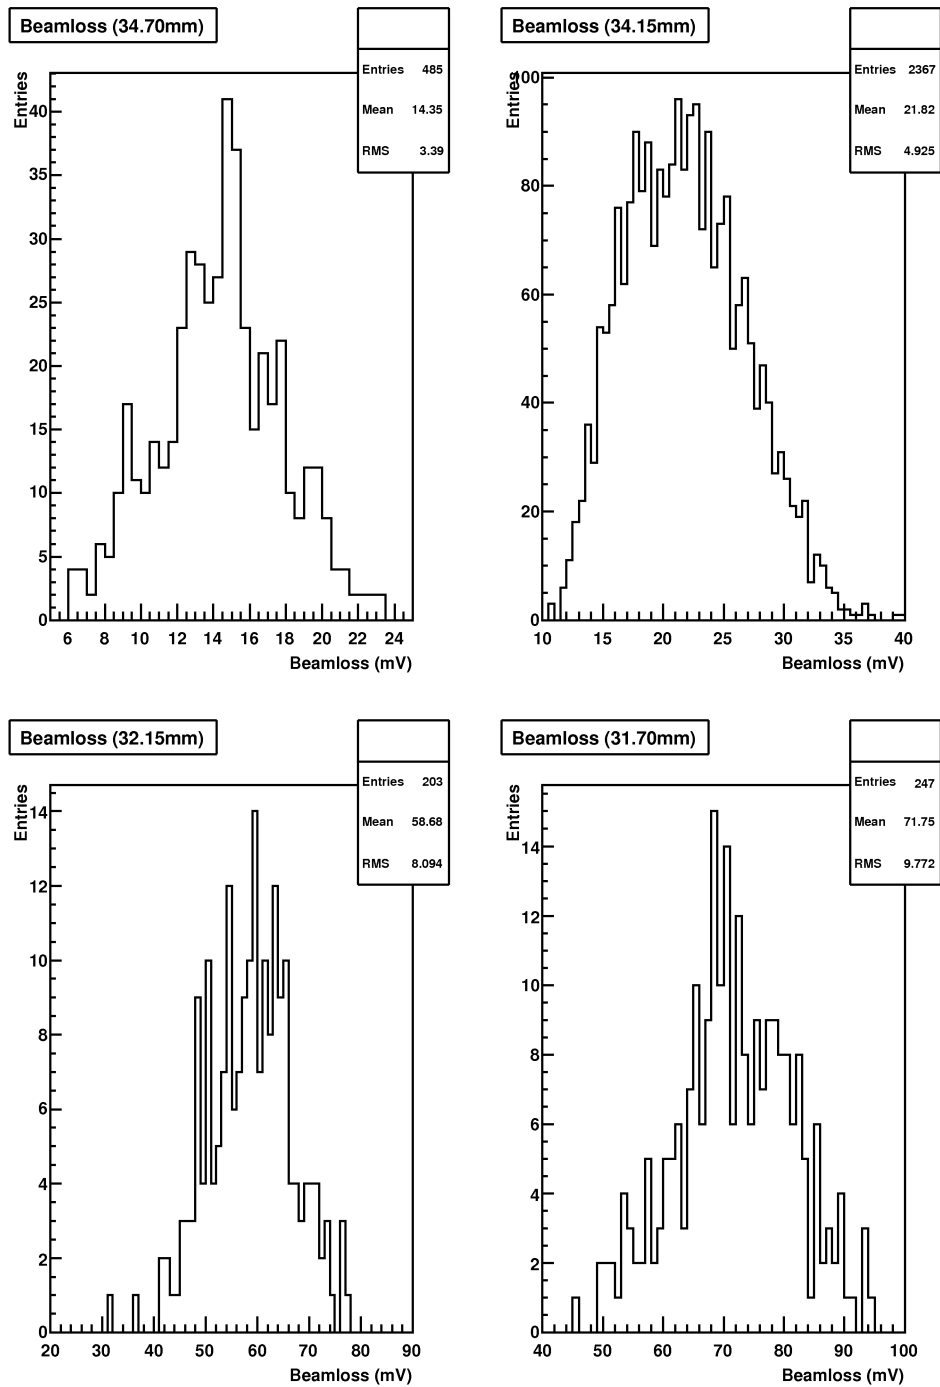 Beamloss (34.70mm)
Entries 485
Mean 14.35
RMS 3.39
Entries
40
35
30
25
20
15
10
5
0
6 8 10 12 14 16 18 20 22 24
Beamloss (mV)
Beamloss (34.15mm)
Entries 2367
Mean 21.82
RMS 4.925
Entries
100
80
60
40
20
0
10 15 20 25 30 35 40
Beamloss (mV)
Beamloss (32.15mm)
Entries 203
Mean 58.68
RMS 8.094
Entries
14
12
10
8
6
4
2
0
20 30 40 50 60 70 80 90
Beamloss (mV)
Beamloss (31.70mm)
Entries 247
Mean 71.75
RMS 9.772
Entries
14
12
10
8
6
4
2
0
40 50 60 70 80 90 100
Beamloss (mV)